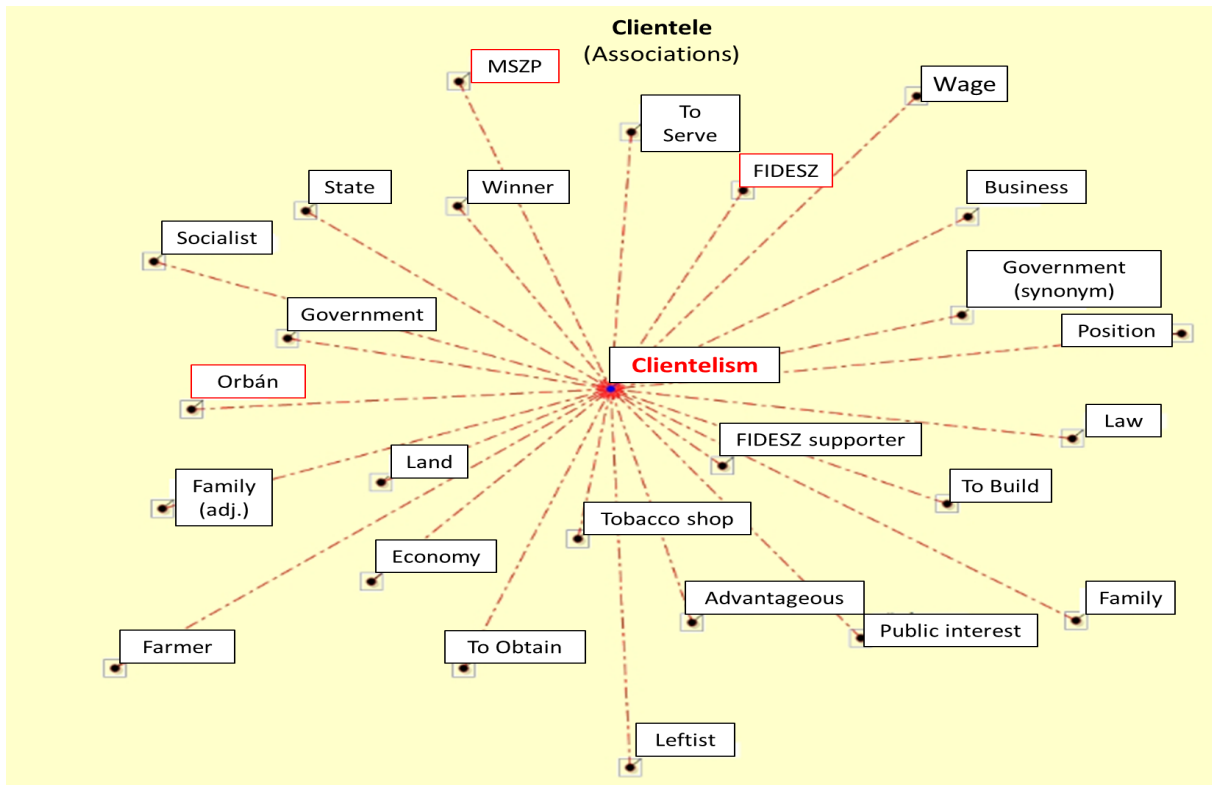 Clientele
(Associations)
MSZP
Wage
To
Serve
FIDESZ
State
Winner
Business
Socialist
Government
(synonym)
Government
Position
Clientelism
Orbán
Law
FIDESZ supporter
Land
Family
(adj.)
To Build
Tobacco shop
Economy
Advantageous
Family
Public interest
Farmer
To Obtain
Leftist